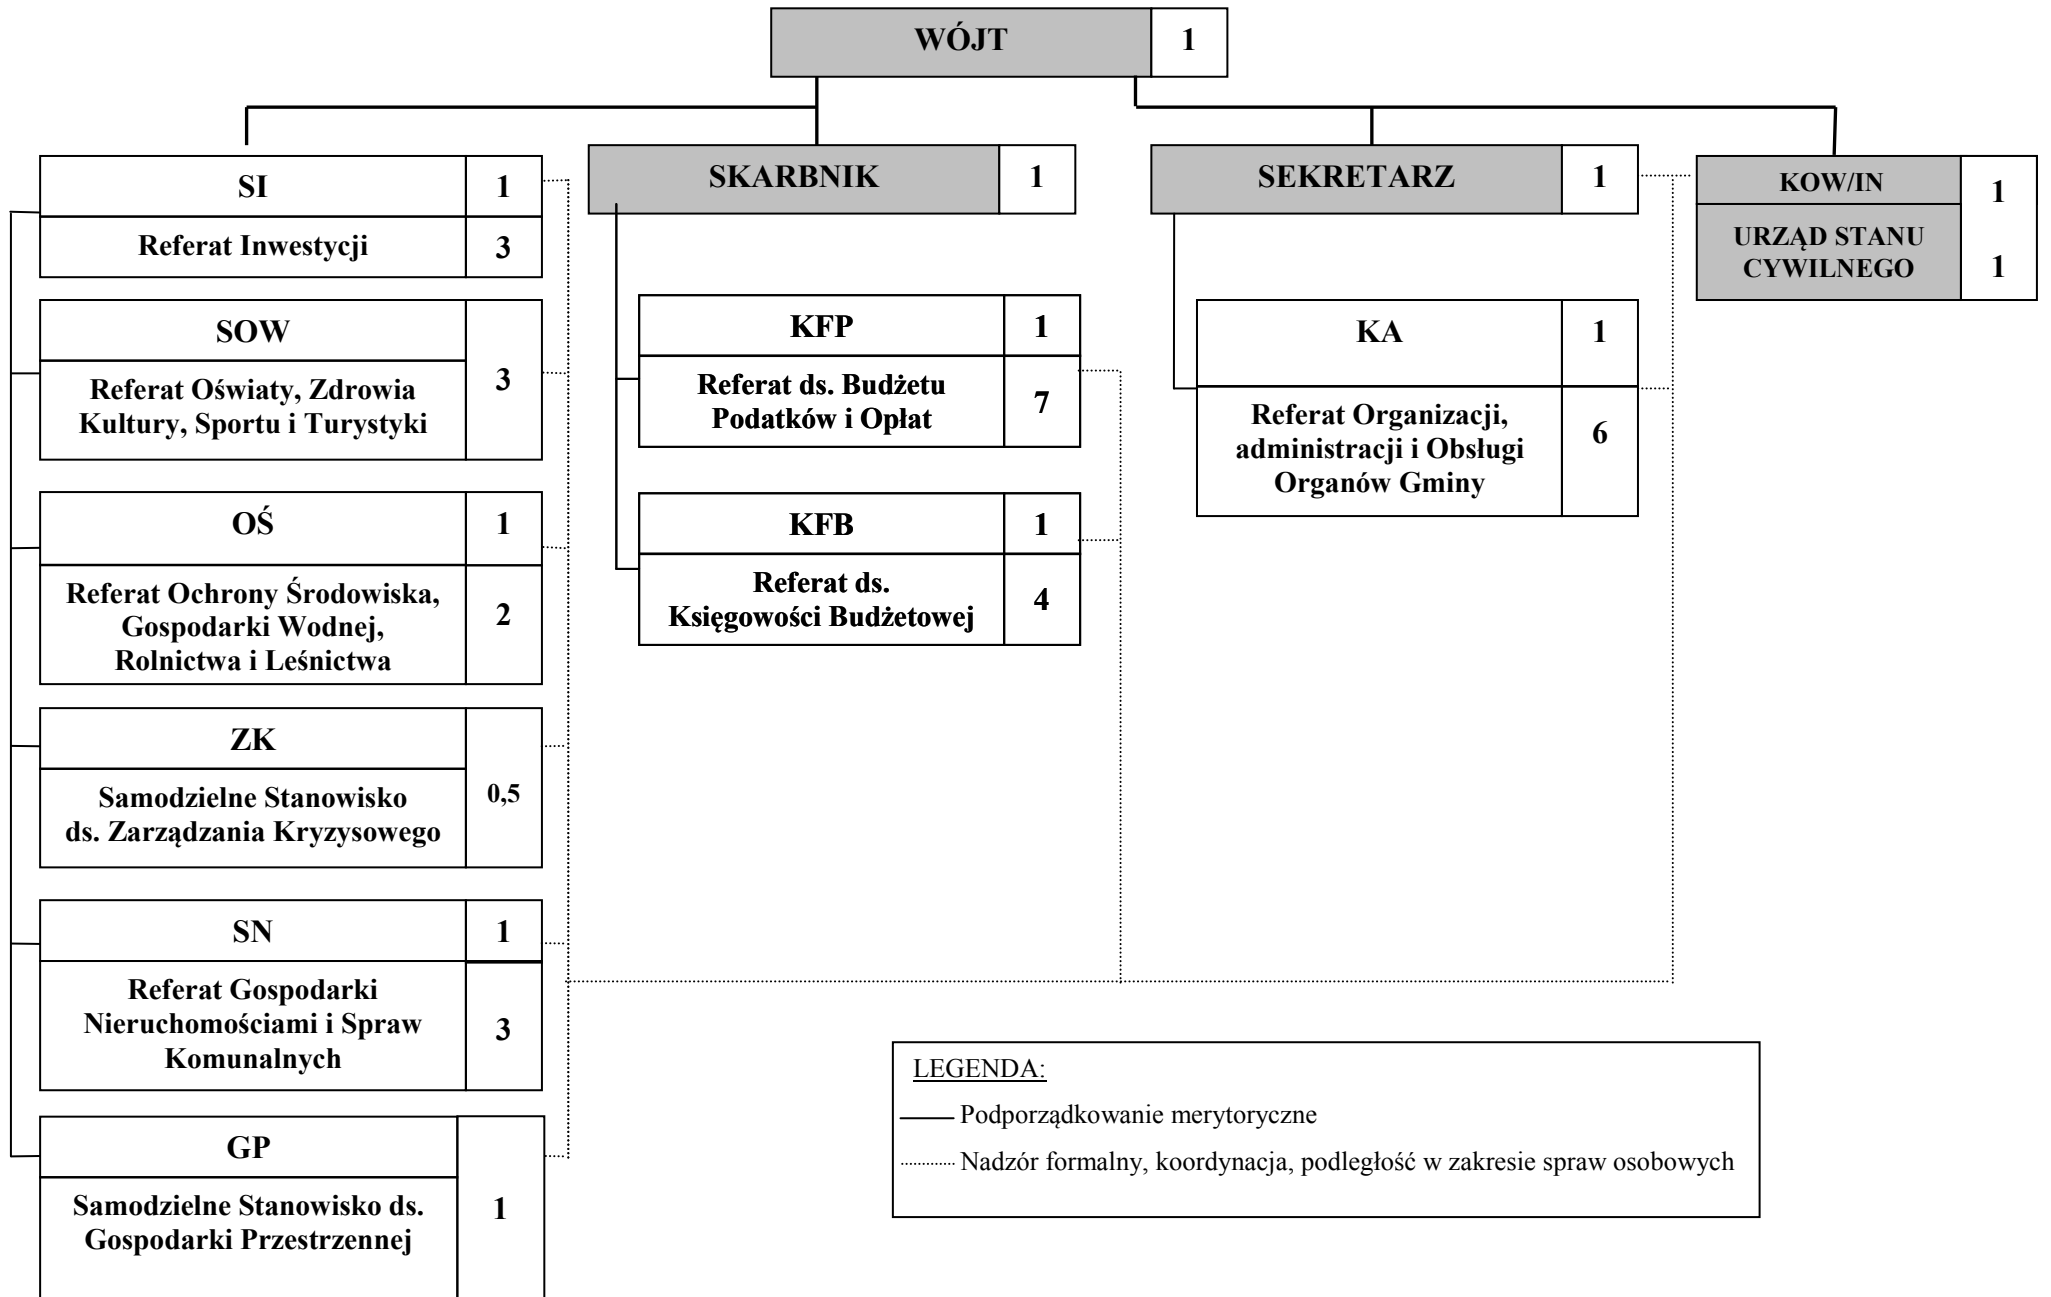 WÓJT 1
SI 1
Referat Inwestycji 3
SOW
Referat Oświaty, Zdrowia
Kultury, Sportu i Turystyki
3
OŚ 1
Referat Ochrony Środowiska,
Gospodarki Wodnej,
Rolnictwa i Leśnictwa
2
ZK
Samodzielne Stanowisko
ds. Zarządzania Kryzysowego
0,5
SN 1
Referat Gospodarki
Nieruchomościami i Spraw
Komunalnych
3
GP
Samodzielne Stanowisko ds.
Gospodarki Przestrzennej
1
SKARBNIK 1
KFP 1
Referat ds. Budżetu
Podatków i Opłat
7
KFB 1
Referat ds.
Księgowości Budżetowej
4
SEKRETARZ 1
KA 1
Referat Organizacji,
administracji i Obsługi
Organów Gminy
6
KOW/IN 1
URZĄD STANU
CYWILNEGO
1
LEGENDA:
Podporządkowanie merytoryczne
Nadzór formalny, koordynacja, podległość w zakresie spraw osobowych